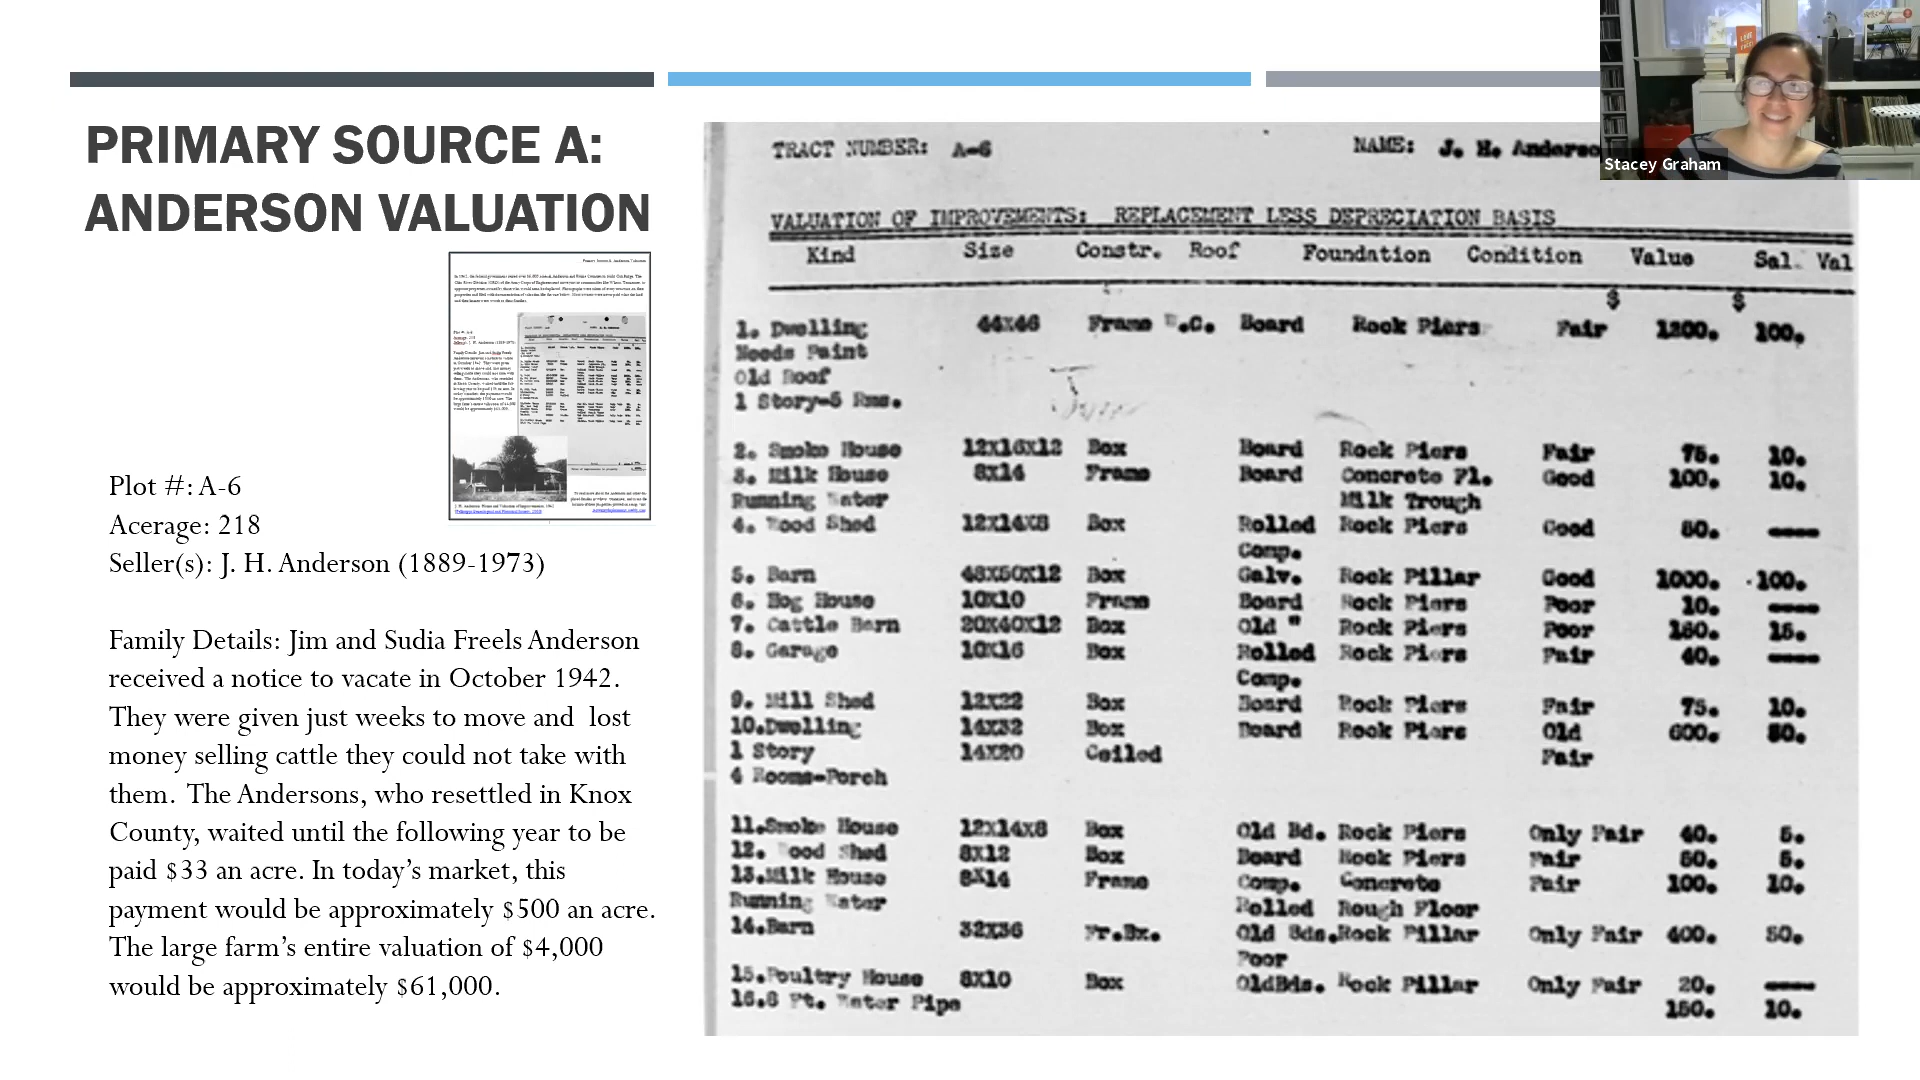 PRIMARY SOURCE A:
ANDERSON VALUATION
Plot #: A-6
Acerage: 218
Seller(s): J. H. Anderson (1889-1973)
Family Details: Jim and Sudia Freels Anderson
received a notice to vacate in October 1942.
They were given just weeks to move and lost
money selling cattle they could not take with
them. The Andersons, who resettled in Knox
County, waited until the following year to be
paid $33 an acre. In today's market, this
payment would be approximately $500 an acre.
The large farm's entire valuation of $4,000
would be approximately $61,000.
TRACT NUMBER: A-6 NAME: J. H. Anderso
VALUATION OF IMPROVEMENTS: REPLACEMENT LESS DEPRECIATION BASIS
Kind Size Constr. Roof Foundation Condition Value Sal. Val
$ $
1. Dwelling Frame Board Rock Piers Fair 1200. 100.
Needs Paint
Old Roof
1 Story-5 Rms.
2. Smoke House 12X16X12 Box Board Rock Piers Fair 75. 10.
3. Milk House 8X14 Frame Board Concrete Fl. Good 100. 10.
Running Water Milk Trough
4. Wood Shed 12X14X8 Box Rolled Rock Piers Good 50. ----
Comp.
5. Barn 48X50X12 Box Galv. Rock Pillar Good 1000. 100.
6. Hog House 10X10 Frame Board Rock Piers Poor 10. ----
7. Cattle Barn 20X40X12 Box Old " Rock Piers Poor 15.
8. Garage 10X16 Box Rolled Rock Piers Fair 40. ----
Comp.
9. Mill Shed 12X22 Box Board Rock Piers Fair 75. 10.
10.Dwelling 14X32 Box Board Rock Piers Old 600.
1 Story 14X20 Ceiled Fair
4 Rooms-Porch
11.Smoke House 12X14X8 Box Old Bd. Rock Piers Only Fair 40. 5.
12. Wood Shed 8X12 Box Board Rock Piers Fair 5.
13.Milk House 8X14 Frame Comp. Concrete Fair 100. 10.
Running Water Rolled Rough Floor
14.Barn 32X36 Fr.Bx. Old Bds. Rock Pillar Only Fair 400. 50.
Poor
15.Poultry House 8X10 Box OldBds. Rock Pillar Only Fair 20. ----
Ft. Water Pipe 150. 10.
Stacey Graham